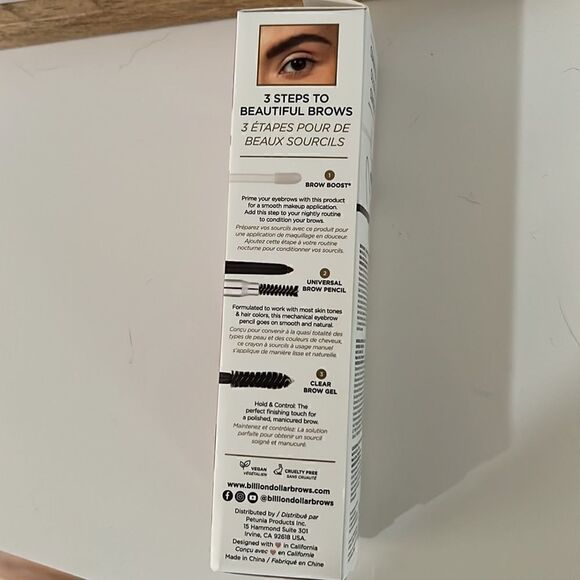 3 STEPS TO
BEAUTIFUL BROWS
3 ÉTAPES POUR DE
BEAUX SOURCILS
1
BROW BOOST®
Prime your eyebrows with this product
for a smooth makeup application.
Add this step to your nightly routine
to condition your brows.
Préparez vos sourcils avec ce produit pour
une application de maquillage en douceur.
Ajoutez cette étape à votre routine
nocturne pour conditionner vos sourcils.
2
UNIVERSAL
BROW PENCIL
Formulated to work with most skin tones
& hair colors, this mechanical eyebrow
pencil goes on smooth and natural.
Conçu pour convenir à la quasi totalité des
types de peau et des couleurs de cheveux,
ce crayon à sourcils à usage manuel
s'applique de manière lisse et naturelle.
3
CLEAR
BROW GEL
Hold & Control: The
perfect finishing touch for
a polished, manicured brow.
Maintenez et contrôlez: La solution
parfaite pour obtenir un sourcil
soigné et manucuré.
VEGAN
VÉGÉTALIEN
CRUELTY FREE
SANS CRUAUTÉ
www.billiondollarbrows.com
@billiondollarbrows
Distributed by / Distribué par
Petunia Products Inc.
15 Hammond Suite 301
Irvine, CA 92618 USA.
Designed with ♥ in California
Conçu avec ♥ en Californie
Made in China / Fabriqué en Chine